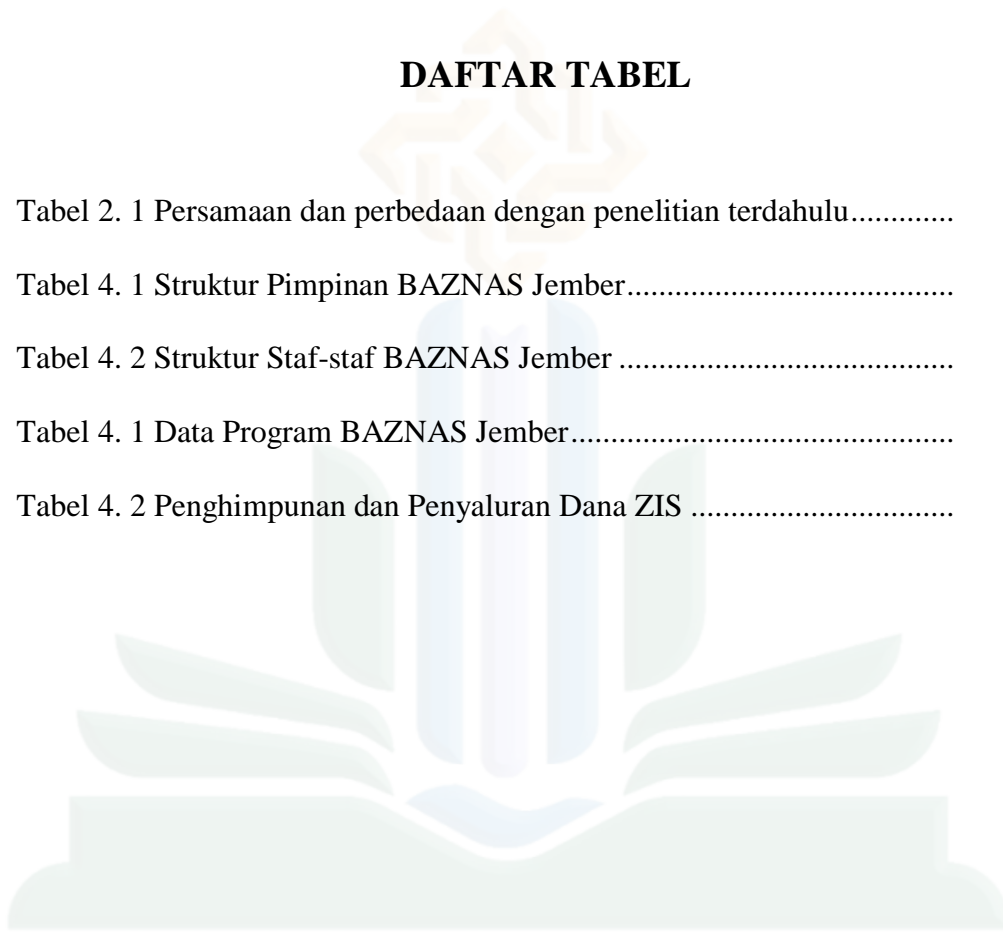 DAFTAR TABEL
Tabel 2. 1 Persamaan dan perbedaan dengan penelitian terdahulu.............
Tabel 4. 1 Struktur Pimpinan BAZNAS Jember........................................
Tabel 4. 2 Struktur Staf-staf BAZNAS Jember .........................................
Tabel 4. 1 Data Program BAZNAS Jember...............................................
Tabel 4. 2 Penghimpunan dan Penyaluran Dana ZIS ................................